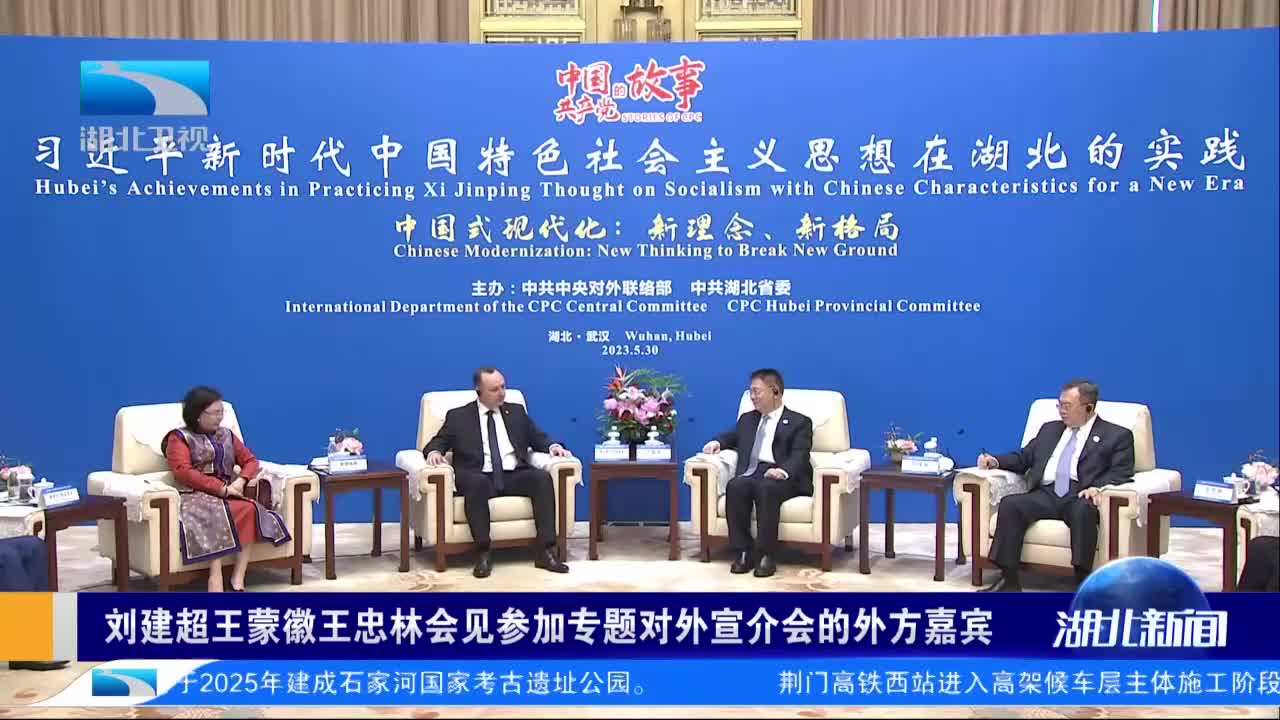 中国共产党的故事
STORIES OF CPC
湖北卫视
习近平新时代中国特色社会主义思想在湖北的实践
Hubei's Achievements in Practicing Xi Jinping Thought on Socialism with Chinese Characteristics for a New Era
中国式现代化：新理念、新格局
Chinese Modernization: New Thinking to Break New Ground
主办：中共中央对外联络部 中共湖北省委
International Department of the CPC Central Committee CPC Hubei Provincial Committee
湖北·武汉 Wuhan, Hubei
2023.5.30
刘建超王蒙徽王忠林会见参加专题对外宣介会的外方嘉宾
湖北新闻
于2025年建成石家河国家考古遗址公园。 荆门高铁西站进入高架候车层主体施工阶段